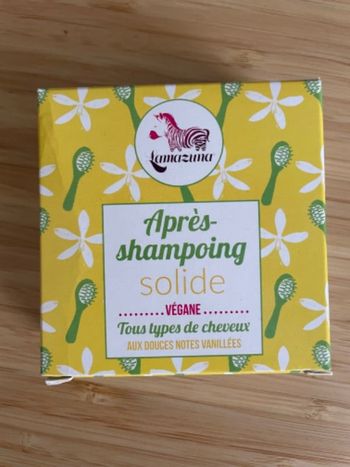 Lamazuna
Après-
shampoing
solide
VÉGANE
Tous types de cheveux
AUX DOUCES NOTES VANILLÉES